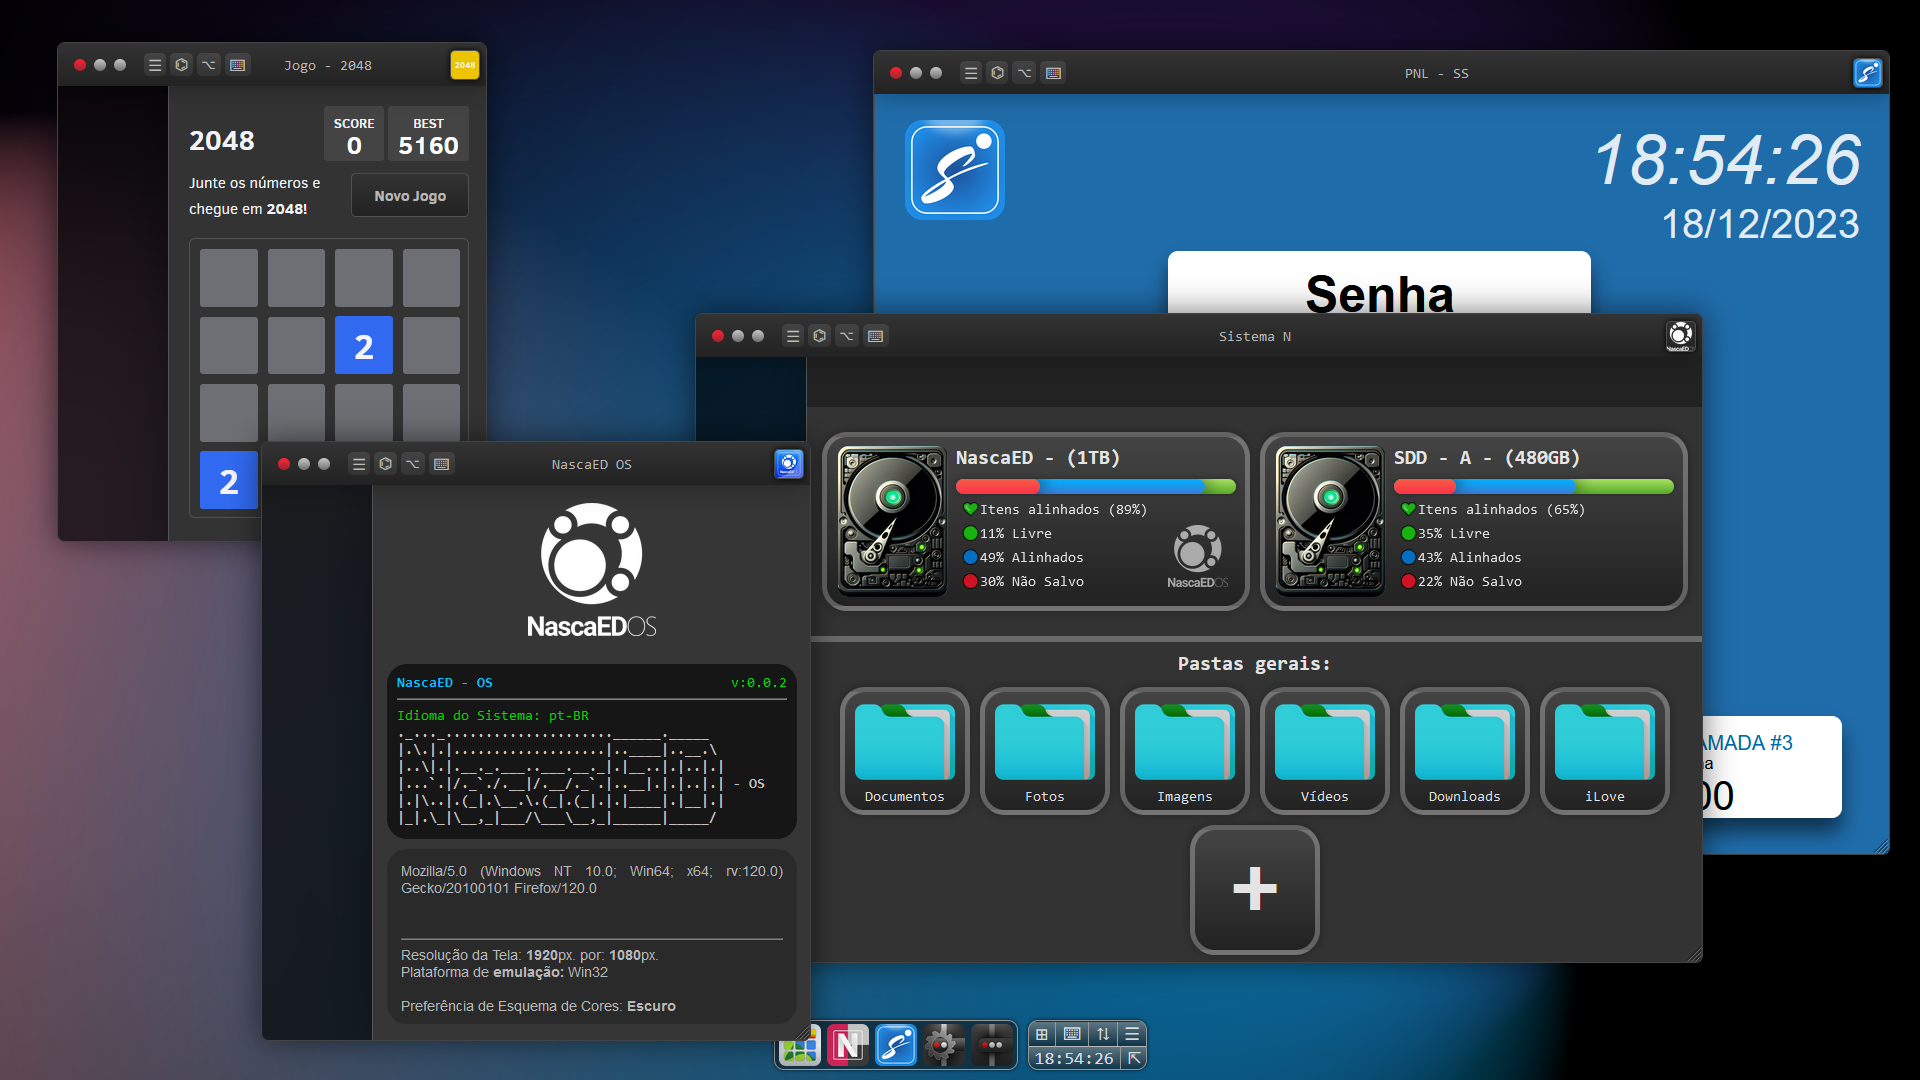 Jogo - 2048
2048
2048
SCORE
0
BEST
5160
Junte os números e
chegue em 2048!
Novo Jogo
2
2
PNL - SS
18:54:26
18/12/2023
Senha
AMADA #3
a
00
Sistema N
NascaED - (1TB)
Itens alinhados (89%)
11% Livre
49% Alinhados
30% Não Salvo
NascaEDOS
SDD - A - (480GB)
Itens alinhados (65%)
35% Livre
43% Alinhados
22% Não Salvo
Pastas gerais:
Documentos
Fotos
Imagens
Vídeos
Downloads
iLove
+
NascaED OS
NascaEDOS
NascaED - OS
v:0.0.2
Idioma do Sistema: pt-BR
- OS
Mozilla/5.0 (Windows NT 10.0; Win64; x64; rv:120.0)
Gecko/20100101 Firefox/120.0
Resolução da Tela: 1920px. por: 1080px.
Plataforma de emulação: Win32
Preferência de Esquema de Cores: Escuro
N
18:54:26